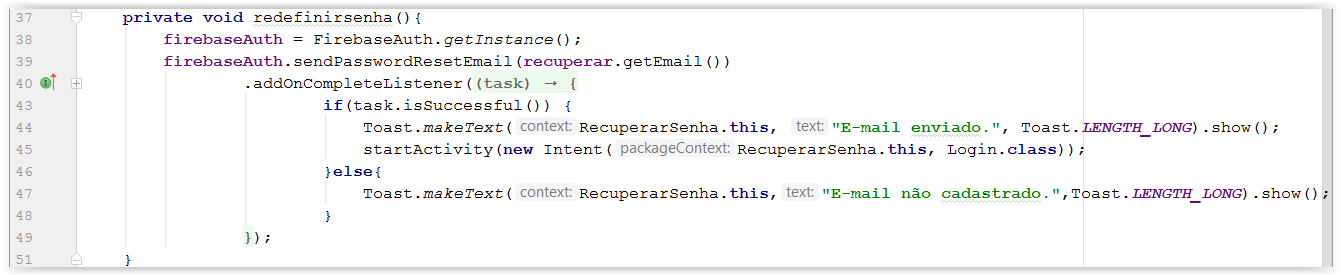 37 private void redefinirsenha(){
38 firebaseAuth = FirebaseAuth.getInstance();
39 firebaseAuth.sendPasswordResetEmail(recuperar.getEmail())
40 .addOnCompleteListener((task) → {
43 if(task.isSuccessful()) {
44 Toast.makeText( context: RecuperarSenha.this, text: "E-mail enviado.", Toast.LENGTH_LONG).show();
45 startActivity(new Intent( packageContext: RecuperarSenha.this, Login.class));
46 }else{
47 Toast.makeText( context: RecuperarSenha.this, text: "E-mail não cadastrado.",Toast.LENGTH_LONG).show();
48 }
49 });
51 }